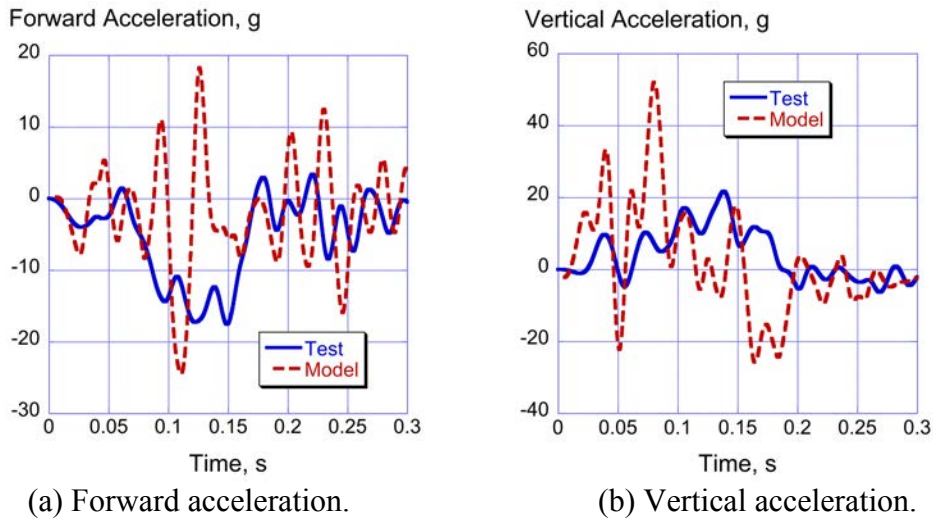 Forward Acceleration, g
20
10
0
-10
-20
-30
0 0.05 0.1 0.15 0.2 0.25 0.3
Test
Model
Time, s
(a) Forward acceleration.
Vertical Acceleration, g
60
40
20
0
-20
-40
0 0.05 0.1 0.15 0.2 0.25 0.3
Test
Model
Time, s
(b) Vertical acceleration.